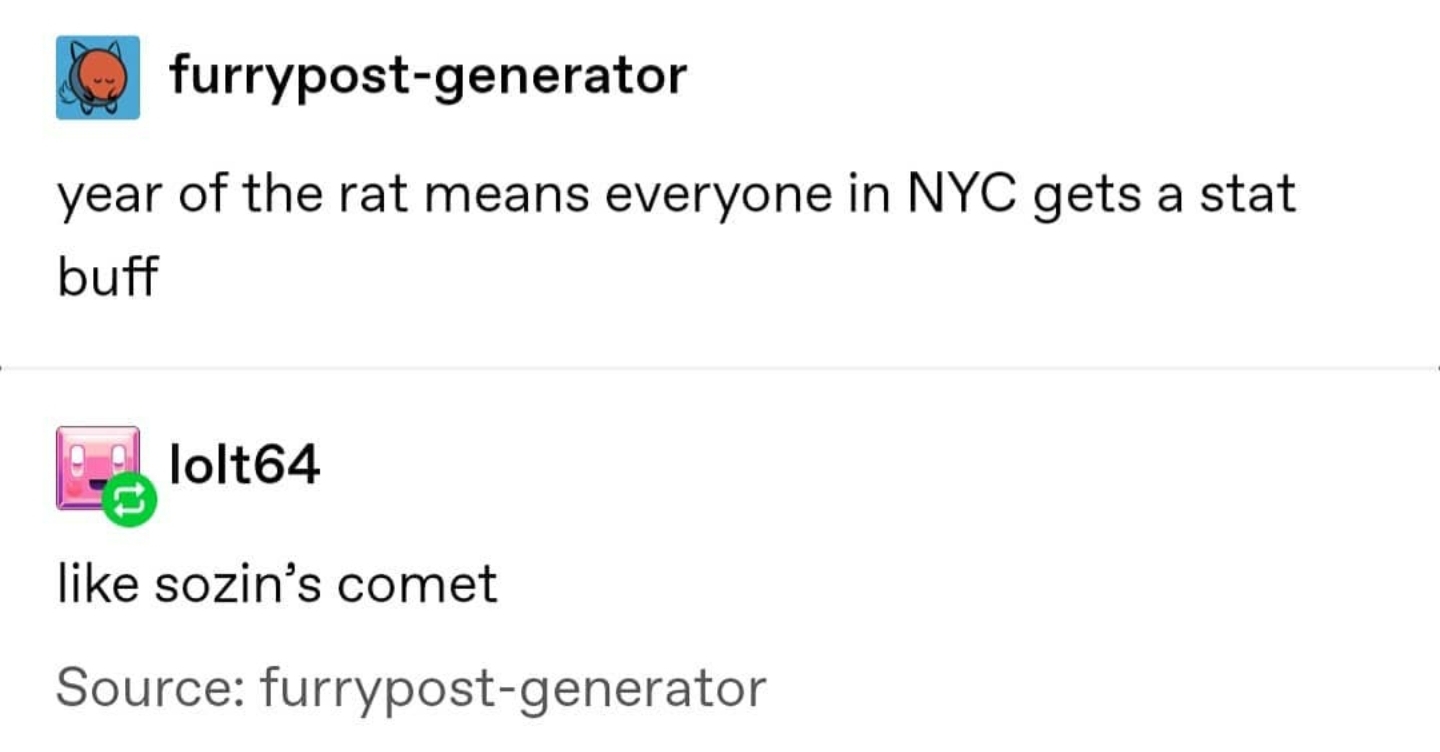 furrypost-generator
year of the rat means everyone in NYC gets a stat
buff
lolt64
like sozin’s comet
Source: furrypost-generator